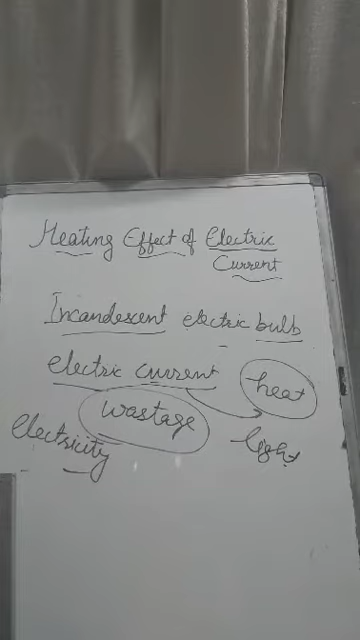 Heating Effect of Electric
Current
Incandescent electric bulb
electric current heat
wastage light
Electricity